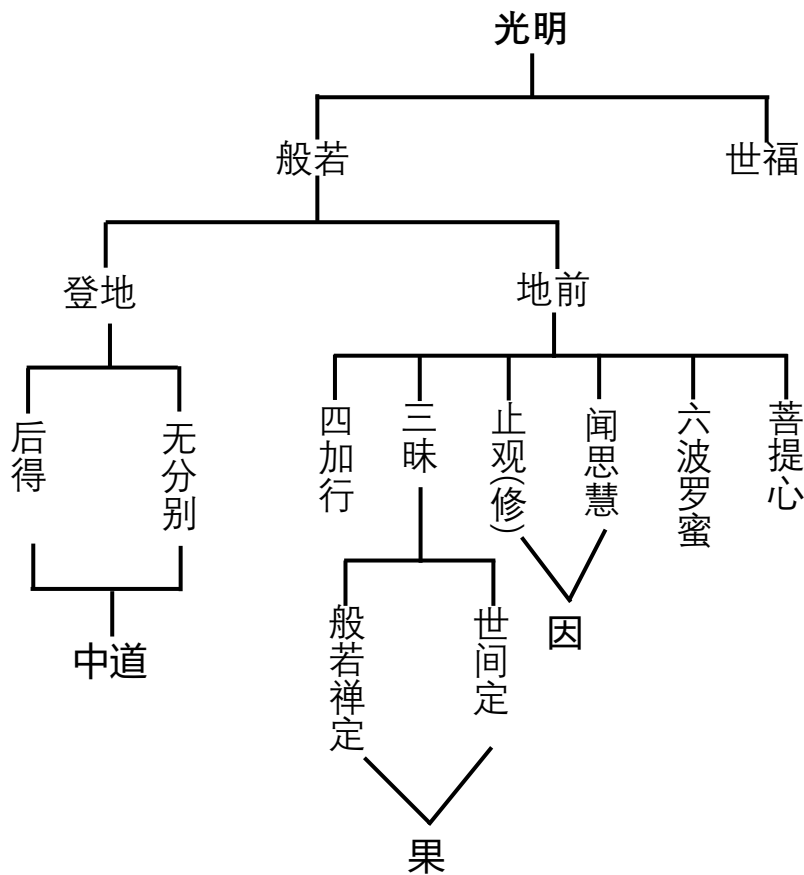 光明
般若
世福
登地
地前
后得
无分别
四加行
三昧
止观(修)
闻思慧
六波罗蜜
菩提心
中道
般若禅定
世间定
因
果